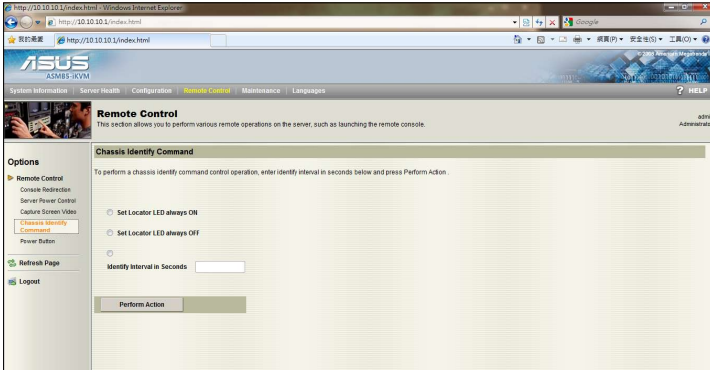 http://10.10.10.1/index.html - Windows Internet Explorer
http://10.10.10.1/index.html
Google
我的最愛
http://10.10.10.1/index.html
網頁(P)
安全性(S)
工具(O)
ASUS
ASMB5-iKVM
System Information | Server Health | Configuration | Remote Control | Maintenance | Languages
? HELP
Remote Control
This section allows you to perform various remote operations on the server, such as launching the remote console.
admi
Administrato
Options
Remote Control
Console Redirection
Server Power Control
Capture Screen Video
Chassis Identify
Command
Power Button
Refresh Page
Logout
Chassis Identify Command
To perform a chassis identify command control operation, enter identify interval in seconds below and press Perform Action .
Set Locator LED always ON
Set Locator LED always OFF
Identify Interval in Seconds
Perform Action